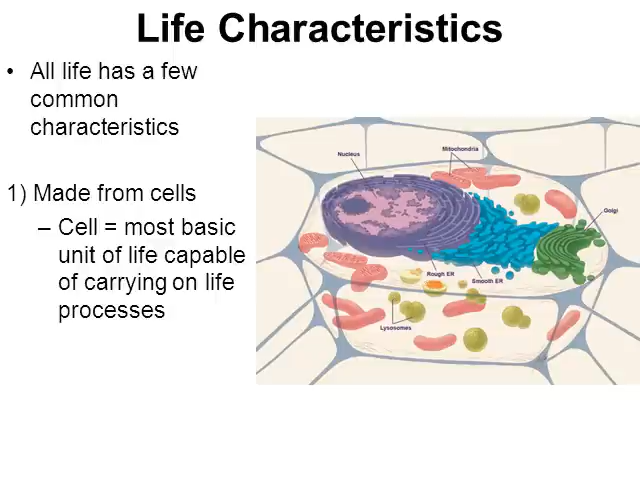 Life Characteristics
• All life has a few
common
characteristics
1) Made from cells
– Cell = most basic
unit of life capable
of carrying on life
processes
Nucleus
Mitochondria
Golgi
Rough ER
Smooth ER
Lysosomes